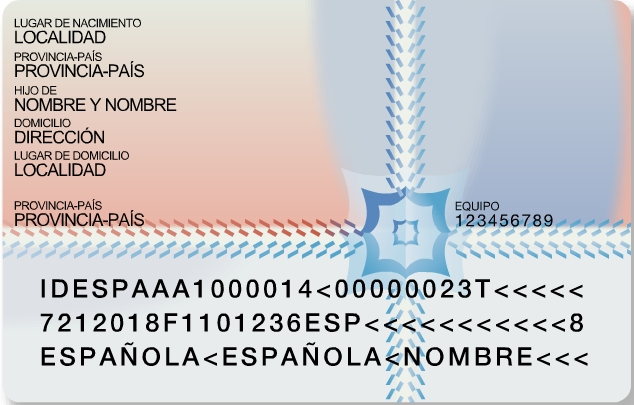 LUGAR DE NACIMIENTO
LOCALIDAD
PROVINCIA-PAÍS
PROVINCIA-PAÍS
HIJO DE
NOMBRE Y NOMBRE
DOMICILIO
DIRECCIÓN
LUGAR DE DOMICILIO
LOCALIDAD
PROVINCIA-PAÍS
PROVINCIA-PAÍS
EQUIPO
123456789
IDESPAAA1000014<00000023T<<<<<
7212018F1101236ESP<<<<<<<<<<<8
ESPAÑOLA<ESPAÑOLA<NOMBRE<<<